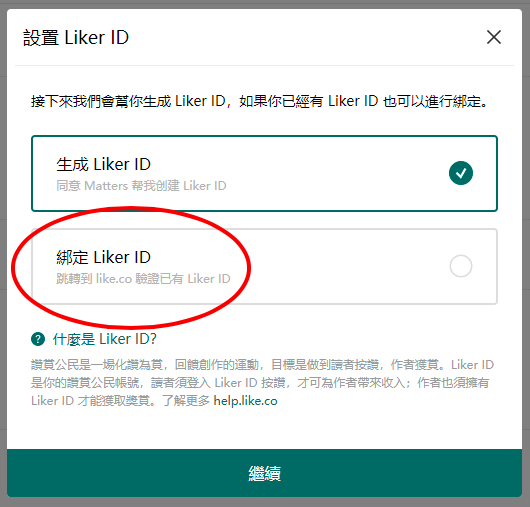 設置 Liker ID
接下來我們會幫你生成 Liker ID，如果你已經有 Liker ID 也可以進行綁定。
生成 Liker ID
同意 Matters 帮我创建 Liker ID
綁定 Liker ID
跳轉到 like.co 驗證已有 Liker ID
什麼是 Liker ID?
讚賞公民是一場化讚為賞，回饋創作的運動，目標是做到讀者按讚，作者獲賞。Liker ID
是你的讚賞公民帳號，讀者須登入 Liker ID 按讚，才可為作者帶來收入；作者也須擁有
Liker ID 才能獲取獎賞。了解更多 help.like.co
繼續